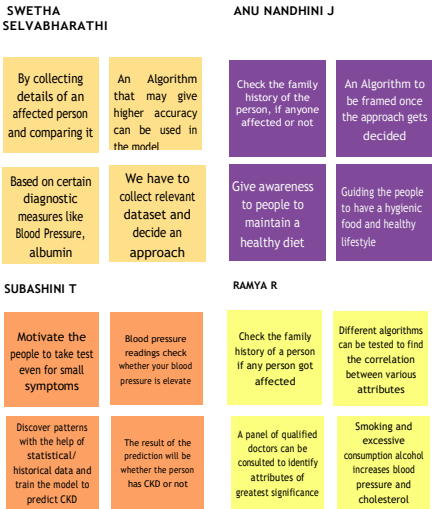 SWETHA
SELVABHARATHI
By collecting
details of an
affected person
and comparing it
An Algorithm
that may give
higher accuracy
can be used in
the model
Based on certain
diagnostic
measures like
Blood Pressure,
albumin
We have to
collect relevant
dataset and
decide an
approach
ANU NANDHINI J
Check the family
history of the
person, if anyone
affected or not
An Algorithm to
be framed once
the approach gets
decided
Give awareness
to people to
maintain a
healthy diet
Guiding the people
to have a hygienic
food and healthy
lifestyle
SUBASHINI T
Motivate the
people to take test
even for small
symptoms
Blood pressure
readings check
whether your blood
pressure is elevate
Discover patterns
with the help of
statistical/
historical data and
train the model to
predict CKD
The result of the
prediction will be
whether the person
has CKD or not
RAMYA R
Check the family
history of a person
if any person got
affected
Different algorithms
can be tested to find
the correlation
between various
attributes
A panel of qualified
doctors can be
consulted to identify
attributes of
greatest significance
Smoking and
excessive
consumption alcohol
increases blood
pressure and
cholesterol